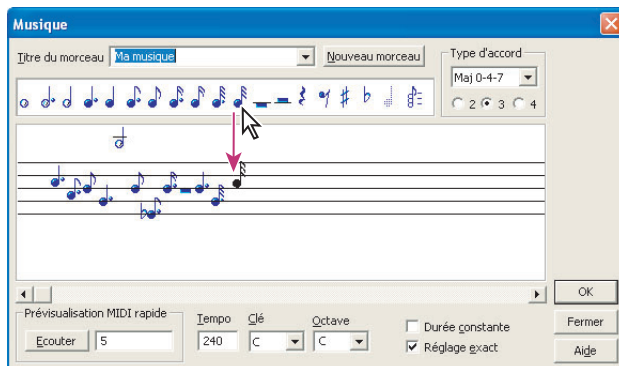 Musique
Titre du morceau Ma musique Nouveau morceau
Type d'accord
Maj 0-4-7
2 3 4
OK
Prévisualisation MIDI rapide
Ecouter 5
Tempo Clé Octave
240 C C
Durée constante
Réglage exact
Fermer
Aide